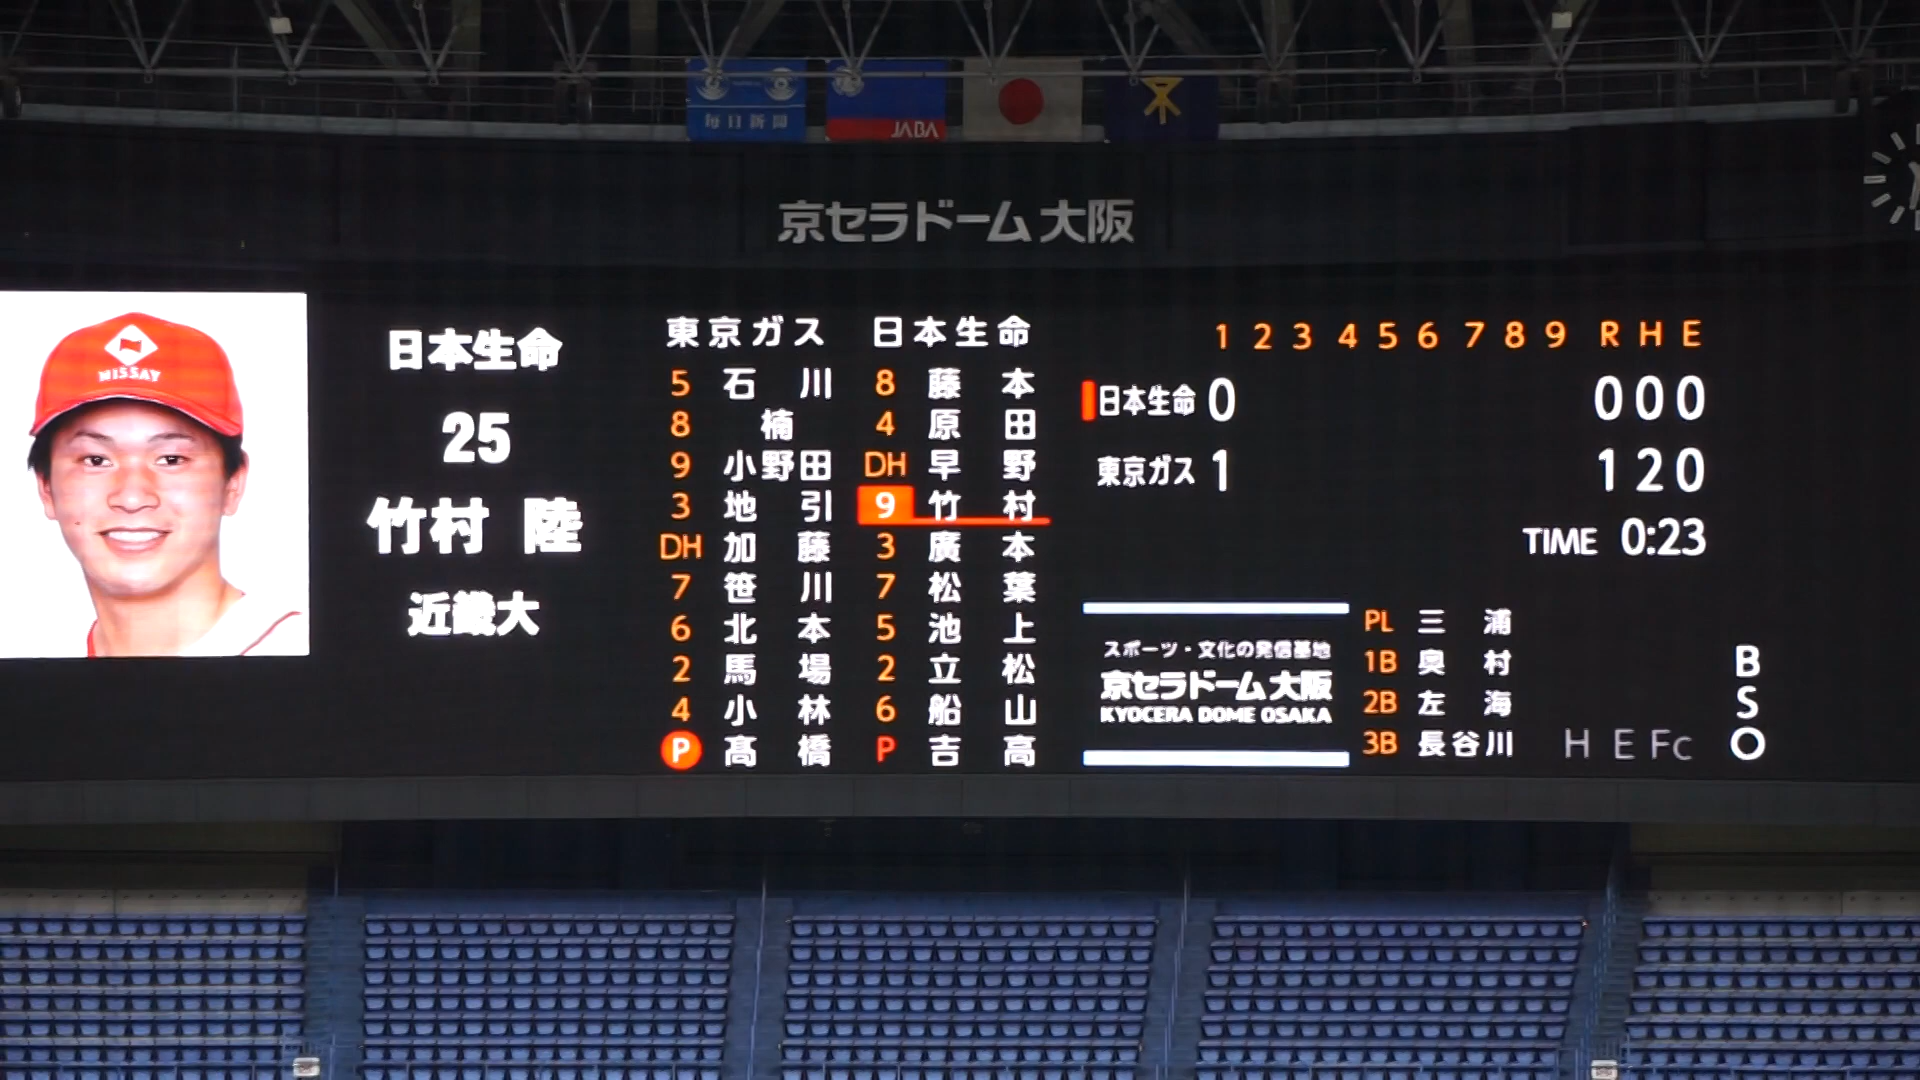 毎日新聞
JABA
京セラドーム 大阪
NISSAY
日本生命
25
竹村 陸
近畿大
東京ガス
5 石川
8 楠
9 小野田
3 地引
DH 加藤
7 笹川
6 北本
2 馬場
4 小林
P 髙橋
日本生命
8 藤本
4 原田
DH 早野
9 竹村
3 廣本
7 松葉
5 池上
2 立松
6 船山
P 吉高
1 2 3 4 5 6 7 8 9 R H E
日本生命 0 0 0 0
東京ガス 1 1 2 0
TIME 0:23
スポーツ・文化の発信基地
京セラドーム 大阪
KYOCERA DOME OSAKA
PL 三浦
1B 奥村
2B 左海
3B 長谷川
H E Fc
B
S
O